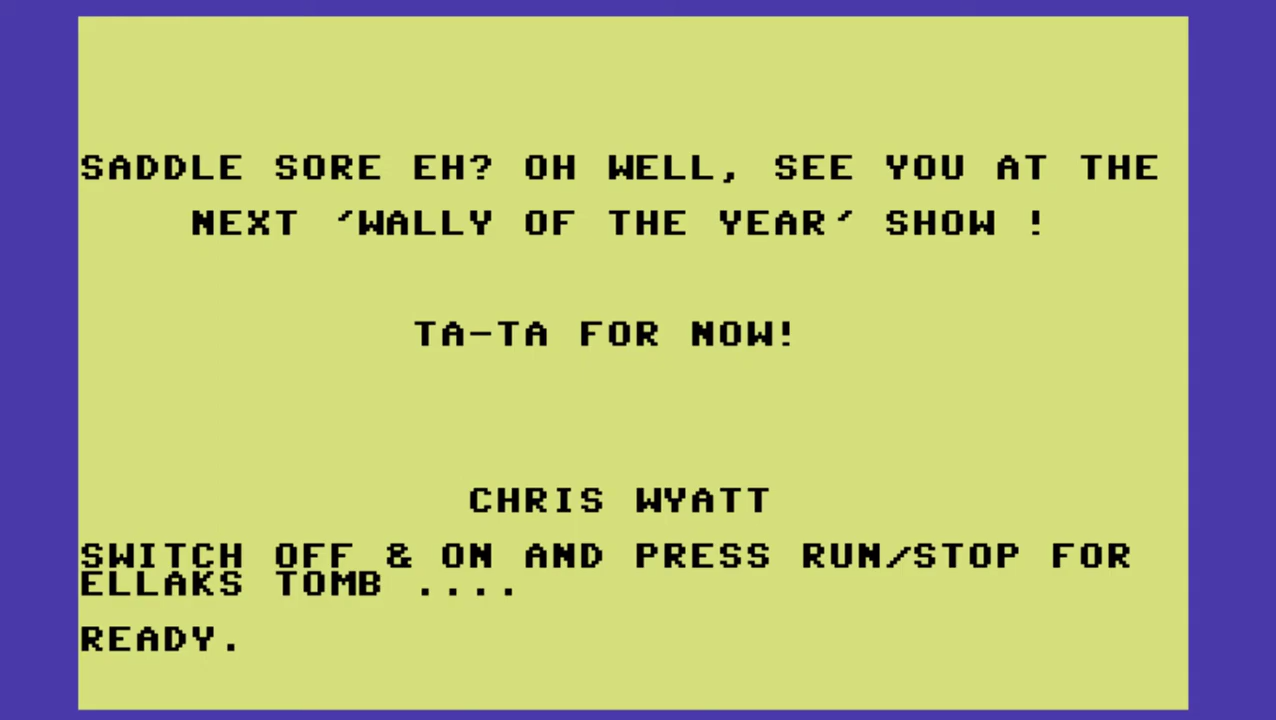 SADDLE SORE EH? OH WELL, SEE YOU AT THE
NEXT 'WALLY OF THE YEAR' SHOW !
TA-TA FOR NOW!
CHRIS WYATT
SWITCH OFF & ON AND PRESS RUN/STOP FOR
ELLAKS TOMB ....
READY.